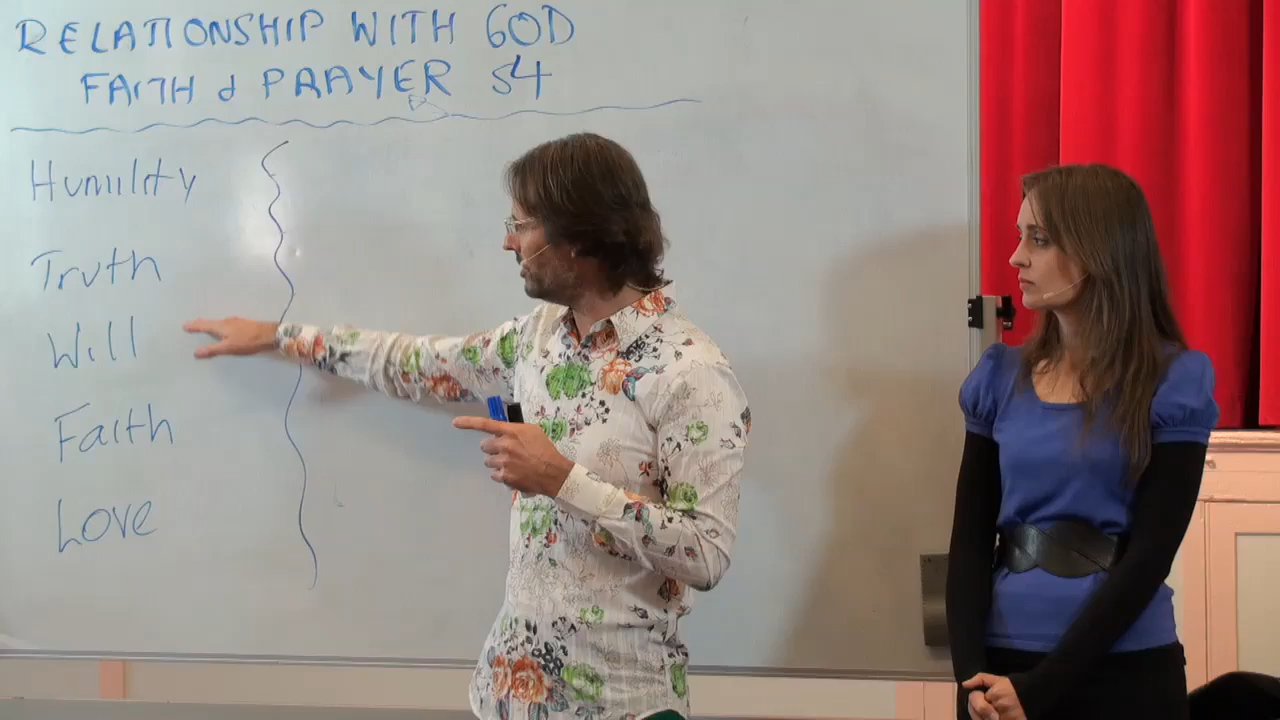 RELATIONSHIP WITH GOD
FAITH & PRAYER S4
Humility
Truth
Will
Faith
Love